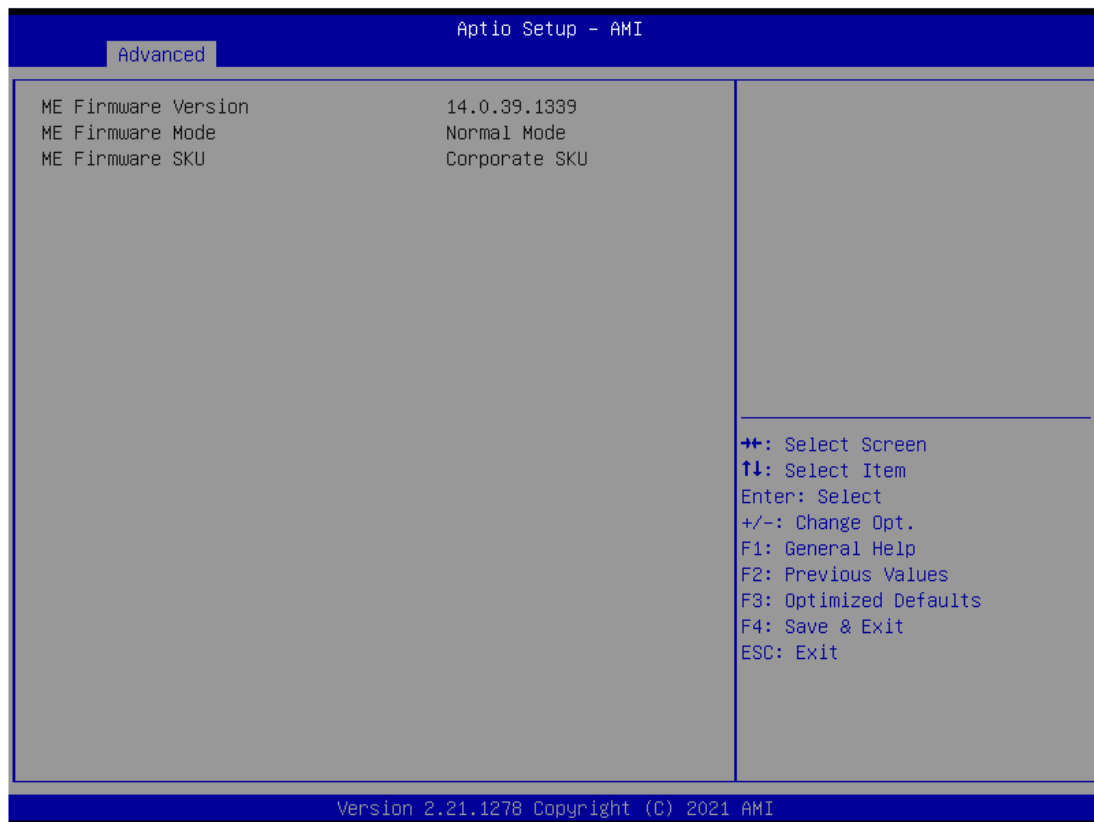 Aptio Setup – AMI
Advanced
ME Firmware Version 14.0.39.1339
ME Firmware Mode Normal Mode
ME Firmware SKU Corporate SKU
→←: Select Screen
↑↓: Select Item
Enter: Select
+/-: Change Opt.
F1: General Help
F2: Previous Values
F3: Optimized Defaults
F4: Save & Exit
ESC: Exit
Version 2.21.1278 Copyright (C) 2021 AMI